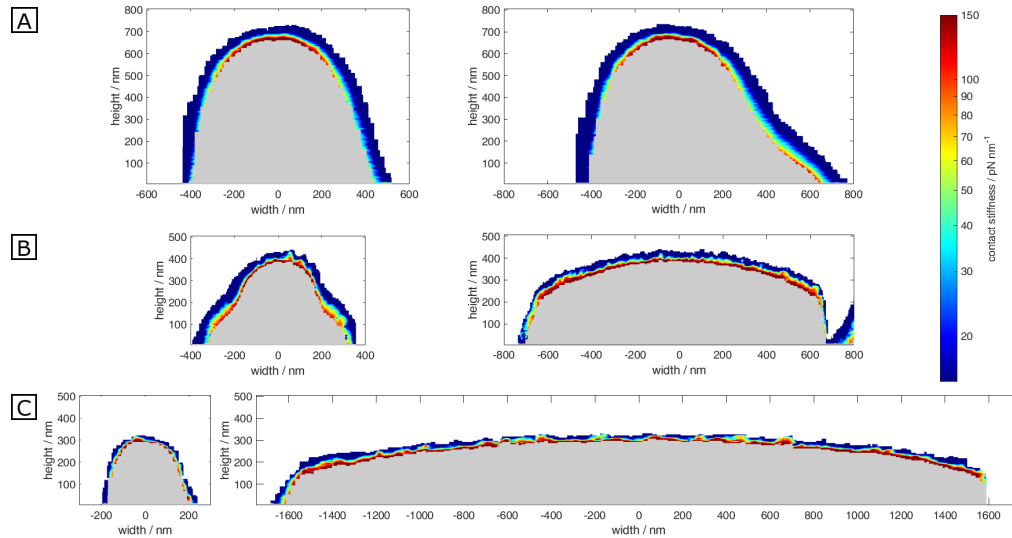 A
800
700
600
500
400
300
200
100
height / nm
-600 -400 -200 0 200 400 600
width / nm
800
700
600
500
400
300
200
100
height / nm
-600 -400 -200 0 200 400 600 800
width / nm
150
100
90
80
70
60
50
40
30
20
contact stiffness / pN nm⁻¹
B
500
400
300
200
100
height / nm
-400 -200 0 200 400
width / nm
500
400
300
200
100
height / nm
-800 -600 -400 -200 0 200 400 600 800
width / nm
C
500
400
300
200
100
height / nm
-200 0 200
width / nm
500
400
300
200
100
height / nm
-1600 -1400 -1200 -1000 -800 -600 -400 -200 0 200 400 600 800 1000 1200 1400 1600
width / nm